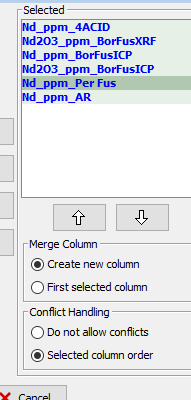 Selected
Nd_ppm_4ACID
Nd2O3_ppm_BorFusXRF
Nd_ppm_BorFusICP
Nd2O3_ppm_BorFusICP
Nd_ppm_Per Fus
Nd_ppm_AR
Merge Column
Create new column
First selected column
Conflict Handling
Do not allow conflicts
Selected column order
Cancel